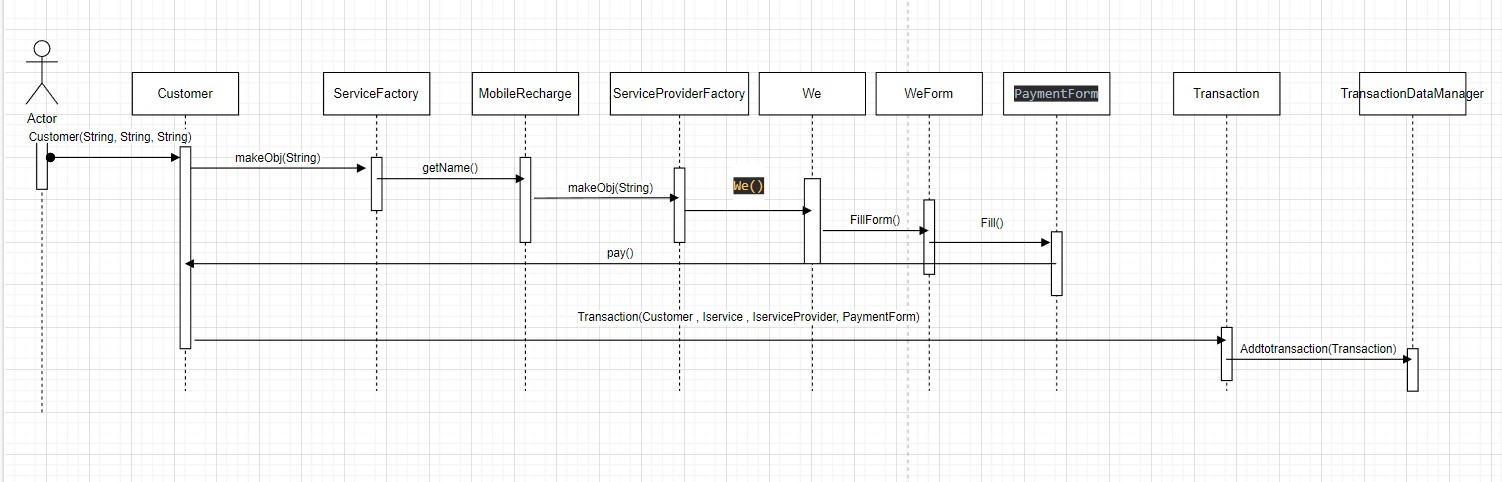 Actor
Customer
ServiceFactory
MobileRecharge
ServiceProviderFactory
We
WeForm
PaymentForm
Transaction
TransactionDataManager
Customer(String, String, String)
makeObj(String)
getName()
makeObj(String)
We()
FillForm()
Fill()
pay()
Transaction(Customer , Iservice , IserviceProvider, PaymentForm)
Addtotransaction(Transaction)